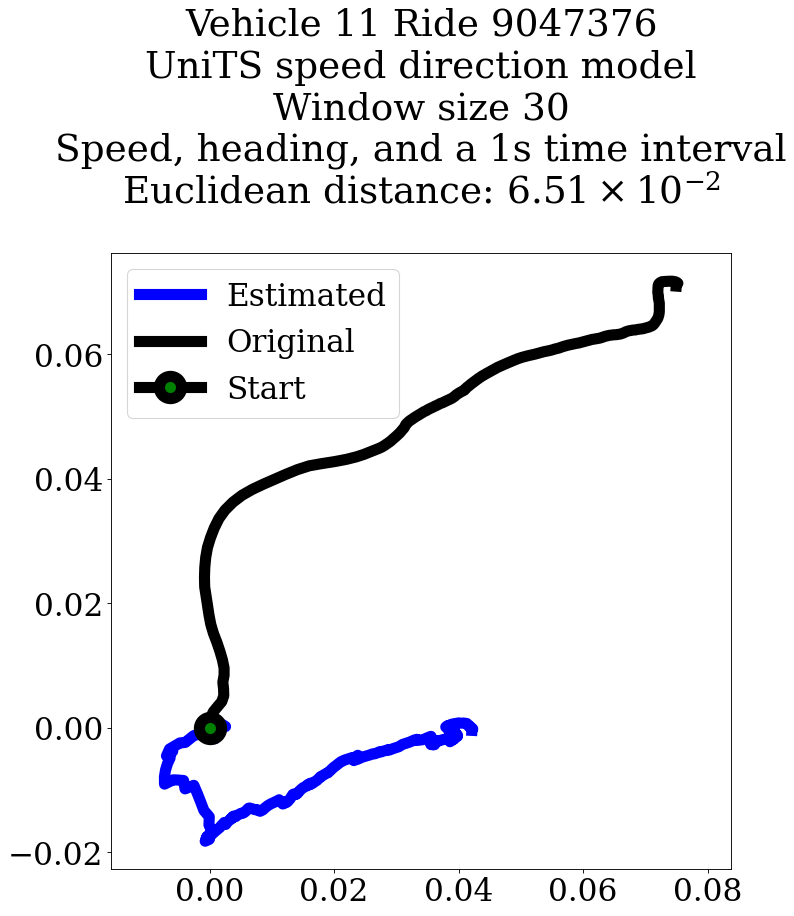 Vehicle 11 Ride 9047376
UniTS speed direction model
Window size 30
Speed, heading, and a 1s time interval
Euclidean distance: 6.51 × 10⁻²
Estimated
Original
Start
0.06
0.04
0.02
0.00
−0.02
0.00 0.02 0.04 0.06 0.08